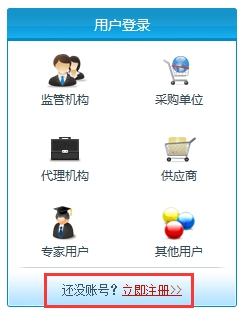 用户登录
监管机构 采购单位
代理机构 供应商
专家用户 其他用户
还没账号？立即注册>>